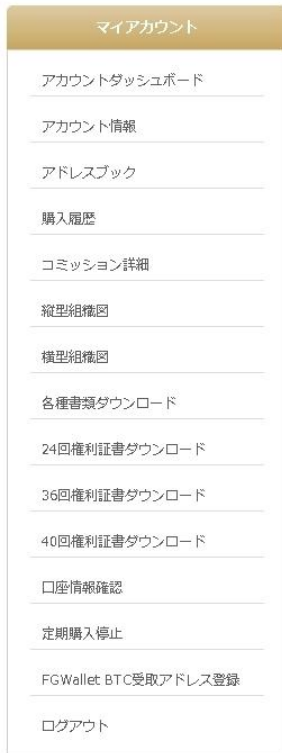 マイアカウント
アカウントダッシュボード
アカウント情報
アドレスブック
購入履歴
コミッション詳細
縦型組織図
横型組織図
各種書類ダウンロード
24回権利証書ダウンロード
36回権利証書ダウンロード
40回権利証書ダウンロード
口座情報確認
定期購入停止
FGWallet BTC受取アドレス登録
ログアウト